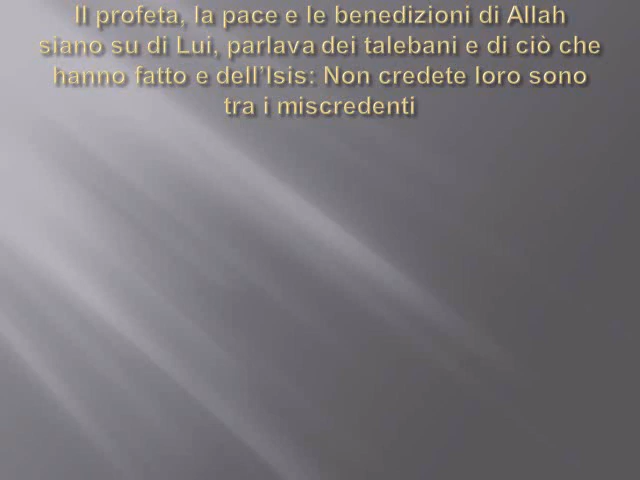 Il profeta, la pace e le benedizioni di Allah
siano su di Lui, parlava dei talebani e di ciò che
hanno fatto e dell’Isis: Non credete loro sono
tra i miscredenti